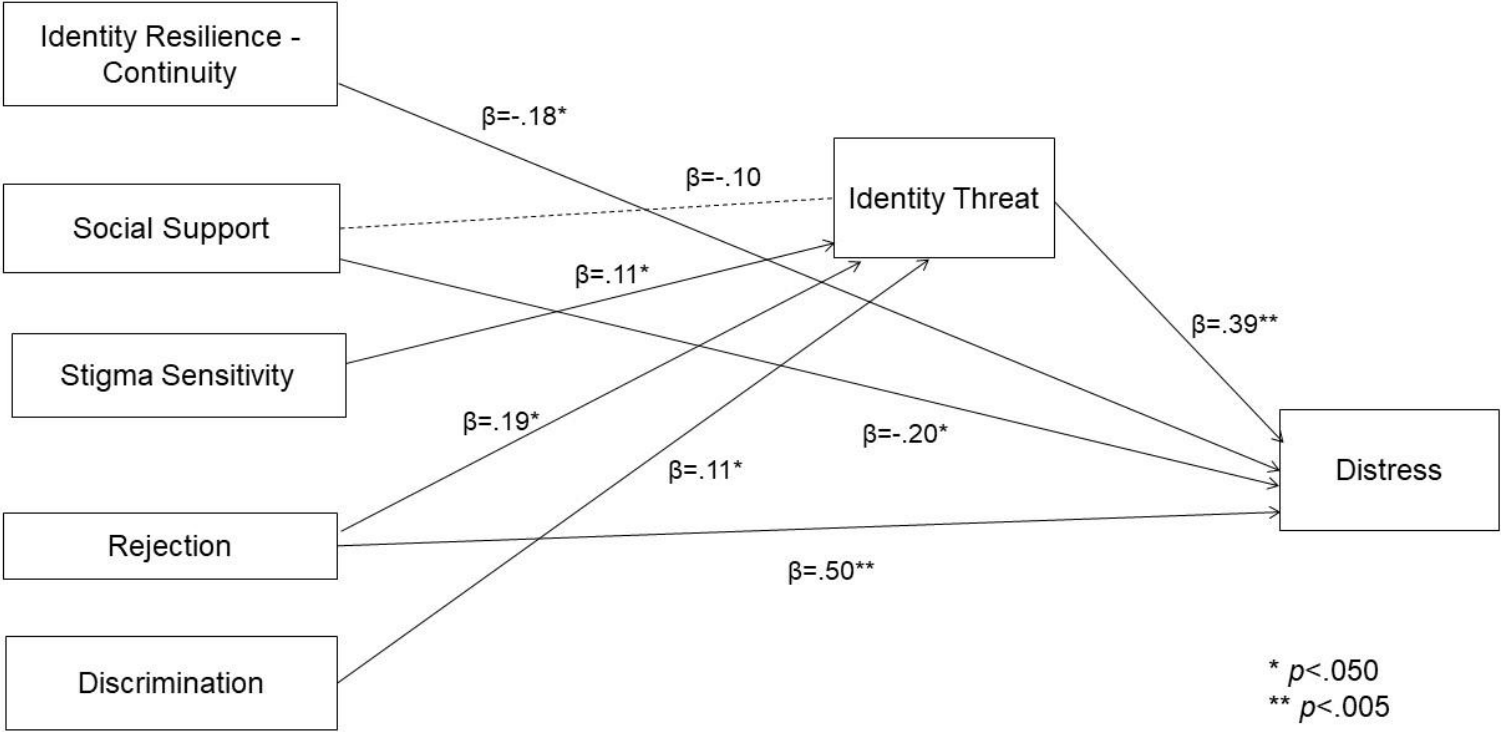 Identity Resilience -
Continuity
β=-.18*
β=-.10
Identity Threat
Social Support
β=.11*
β=.39**
Stigma Sensitivity
β=.19*
β=-.20*
β=.11*
Distress
Rejection
β=.50**
Discrimination
* p<.050
** p<.005